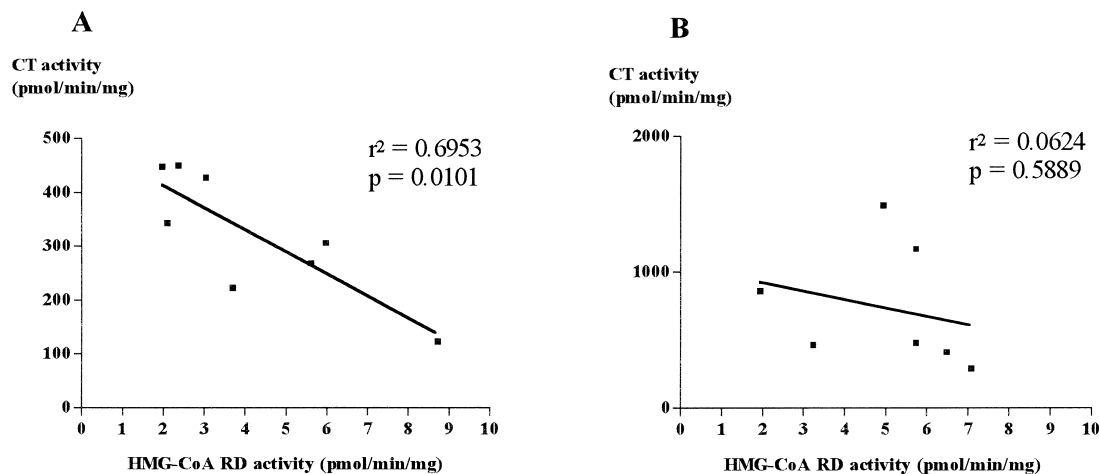 A
CT activity
(pmol/min/mg)
500
400
300
200
100
0
r² = 0.6953
p = 0.0101
0 1 2 3 4 5 6 7 8 9 10
HMG-CoA RD activity (pmol/min/mg)
B
CT activity
(pmol/min/mg)
2000
1000
0
r² = 0.0624
p = 0.5889
0 1 2 3 4 5 6 7 8 9 10
HMG-CoA RD activity (pmol/min/mg)